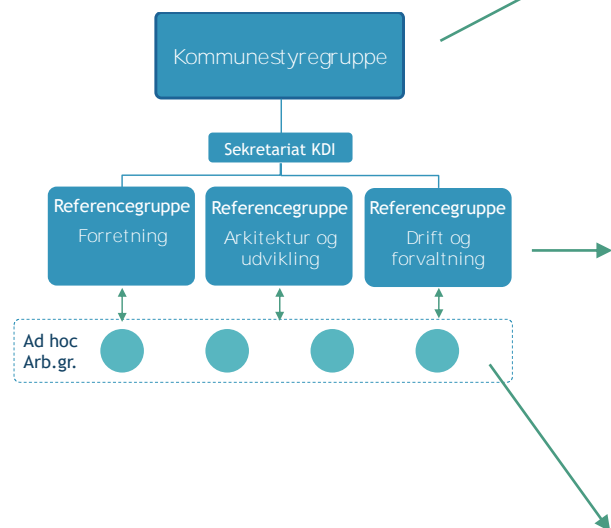 Kommunestyregruppe
Sekretariat KDI
Referencegruppe
Forretning
Referencegruppe
Arkitektur og
udvikling
Referencegruppe
Drift og
forvaltning
Ad hoc
Arb.gr.